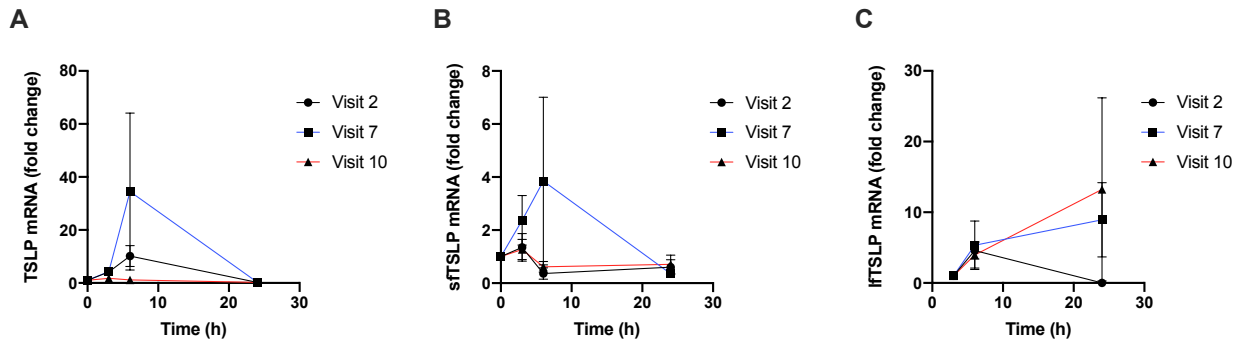 A
TSLP mRNA (fold change)
80
60
40
20
0
0
10
20
30
Time (h)
Visit 2
Visit 7
Visit 10
B
sfTSLP mRNA (fold change)
8
6
4
2
0
0
10
20
30
Time (h)
Visit 2
Visit 7
Visit 10
C
lfTSLP mRNA (fold change)
30
20
10
0
0
10
20
30
Time (h)
Visit 2
Visit 7
Visit 10